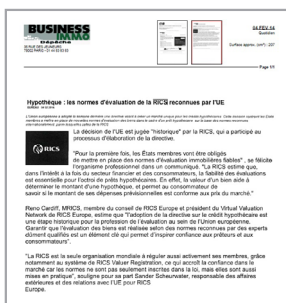 BUSINESS
IMMO
Dépêche
04 FEV 14
Quotidien
Page 1/1
Hypothèque : les normes d'évaluation de la RICS reconnues par l'UE
La décision de l'UE est jugée "historique" par la RICS, qui a participé au
processus d'élaboration de la directive.
RICS
"Pour la première fois, les États membres vont être obligés
de mettre en place des normes d'évaluation immobilières fiables", se félicite
l'organisme professionnel dans un communiqué. "La RICS estime que,
dans l'intérêt à la fois du secteur financier et des consommateurs, la fiabilité des évaluations
est essentielle pour l'octroi de prêts hypothécaires. En effet, la valeur d'un bien aide à
déterminer le montant d'une hypothèque, et permet au consommateur de
savoir si le montant de ses dépenses prévisionnelles est conforme aux prix du marché."
Reno Cardiff, MRICS, membre du conseil de RICS Europe et président du Virtual Valuation
Network de RICS Europe, estime que "l'adoption de la directive sur le crédit hypothécaire est
une étape historique pour la profession de l'évaluation au sein de l'Union européenne.
Garantir que l'évaluation des biens est réalisée selon des normes reconnues par des experts
dûment qualifiés est un élément clé qui permet d'inspirer confiance aux prêteurs et aux
consommateurs".
"La RICS est la seule organisation mondiale à réguler aussi activement ses membres, grâce
notamment au système de RICS Valuer Registration, ce qui accroît la confiance dans le
marché car les normes ne sont pas seulement inscrites dans la loi, mais elles sont aussi
mises en pratique", souligne pour sa part Sander Scheurwater, responsable des affaires
extérieures et des relations avec l'UE pour RICS
Europe.